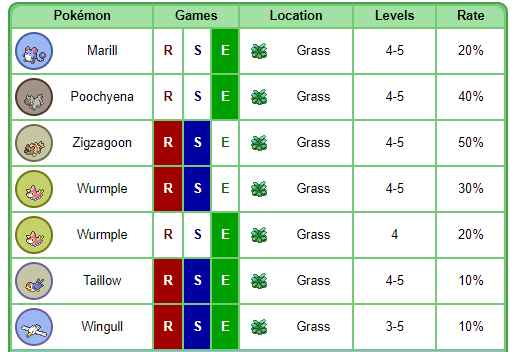 Pokémon Games Location Levels Rate
Marill R S E Grass 4-5 20%
Poochyena R S E Grass 4-5 40%
Zigzagoon R S E Grass 4-5 50%
Wurmple R S E Grass 4-5 30%
Wurmple R S E Grass 4 20%
Taillow R S E Grass 4-5 10%
Wingull R S E Grass 3-5 10%